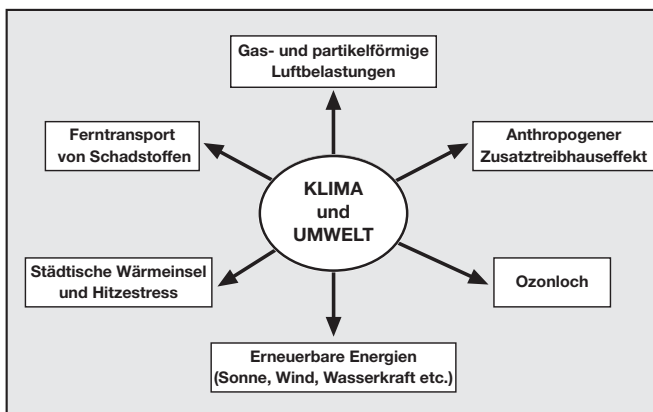 Gas- und partikelförmige
Luftbelastungen
Ferntransport
von Schadstoffen
Anthropogener
Zusatztreibhauseffekt
KLIMA
und
UMWELT
Städtische Wärmeinsel
und Hitzestress
Ozonloch
Erneuerbare Energien
(Sonne, Wind, Wasserkraft etc.)